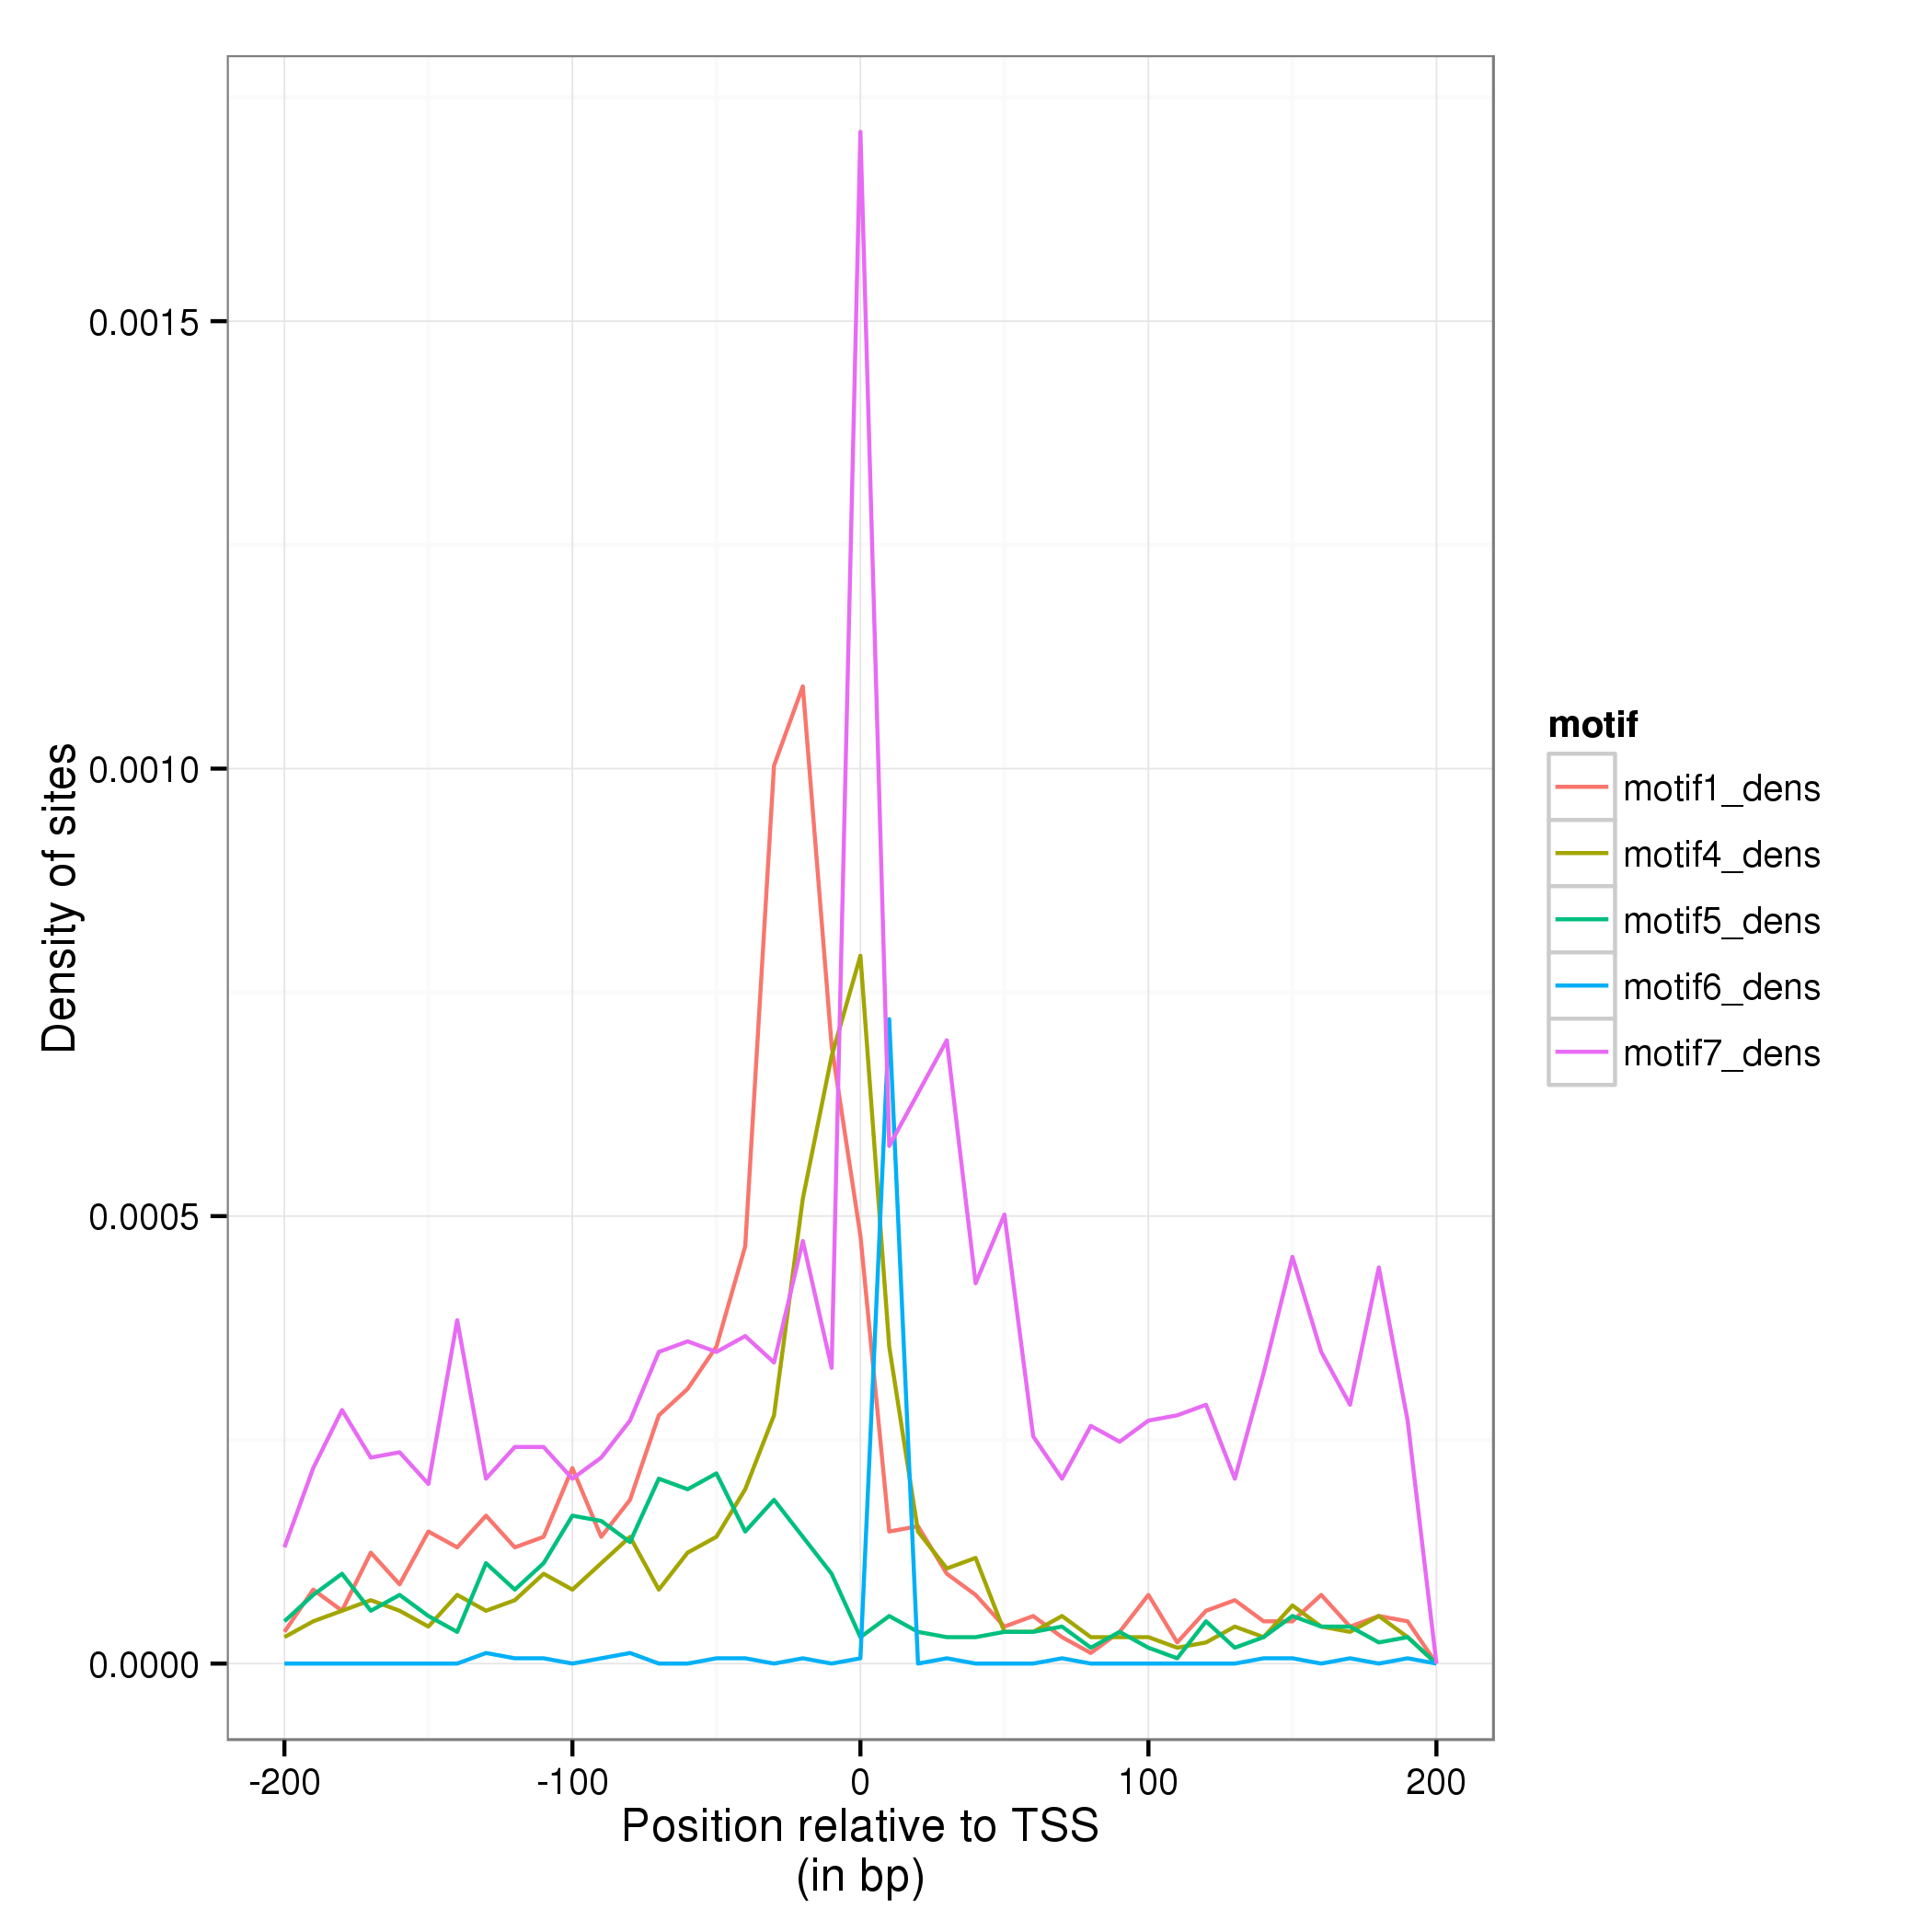 0.0015
0.0010
0.0005
0.0000
Density of sites
-200 -100 0 100 200
Position relative to TSS
(in bp)
motif
motif1_dens
motif4_dens
motif5_dens
motif6_dens
motif7_dens